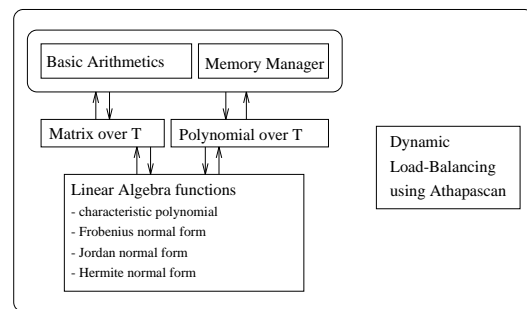 Basic Arithmetics
Memory Manager
Matrix over T
Polynomial over T
Linear Algebra functions
- characteristic polynomial
- Frobenius normal form
- Jordan normal form
- Hermite normal form
Dynamic
Load-Balancing
using Athapascan